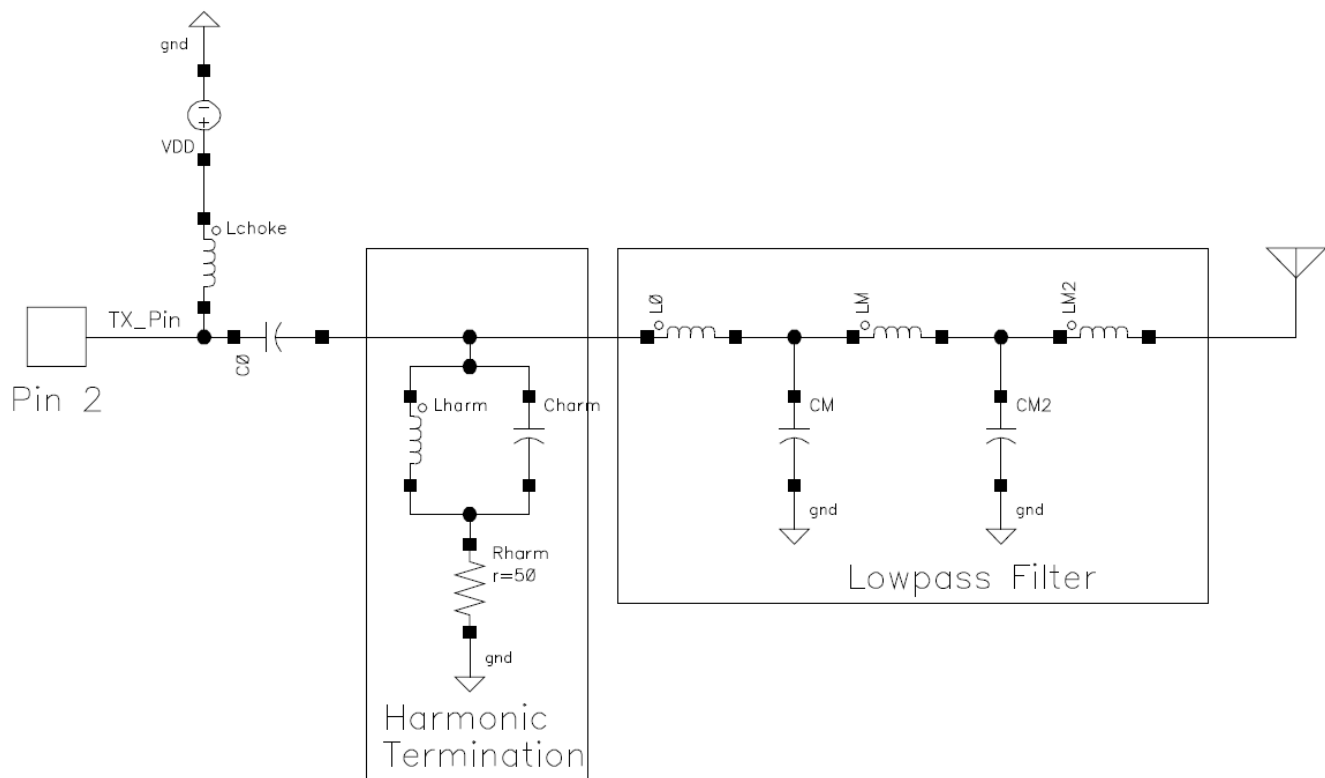 gnd
VDD
Lchoke
TX_Pin
Pin 2
C0
Lharm
Charm
Rharm
r=50
gnd
Harmonic
Termination
L0
LM
LM2
CM
CM2
gnd
gnd
Lowpass Filter